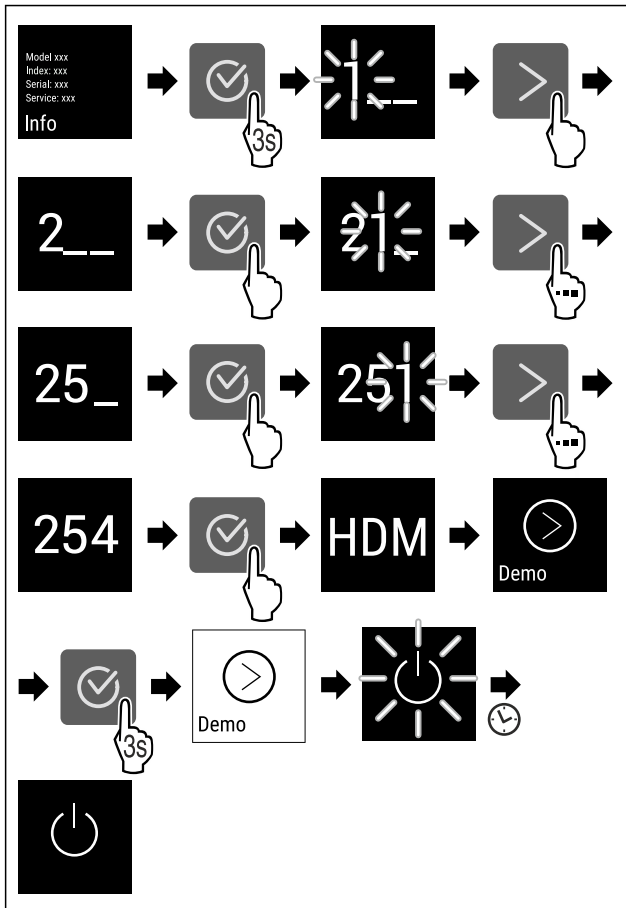 Model xxx
Index: xxx
Serial: xxx
Service: xxx
Info
3s
1__
2__
21_
25_
251
254
HDM
Demo
3s
Demo